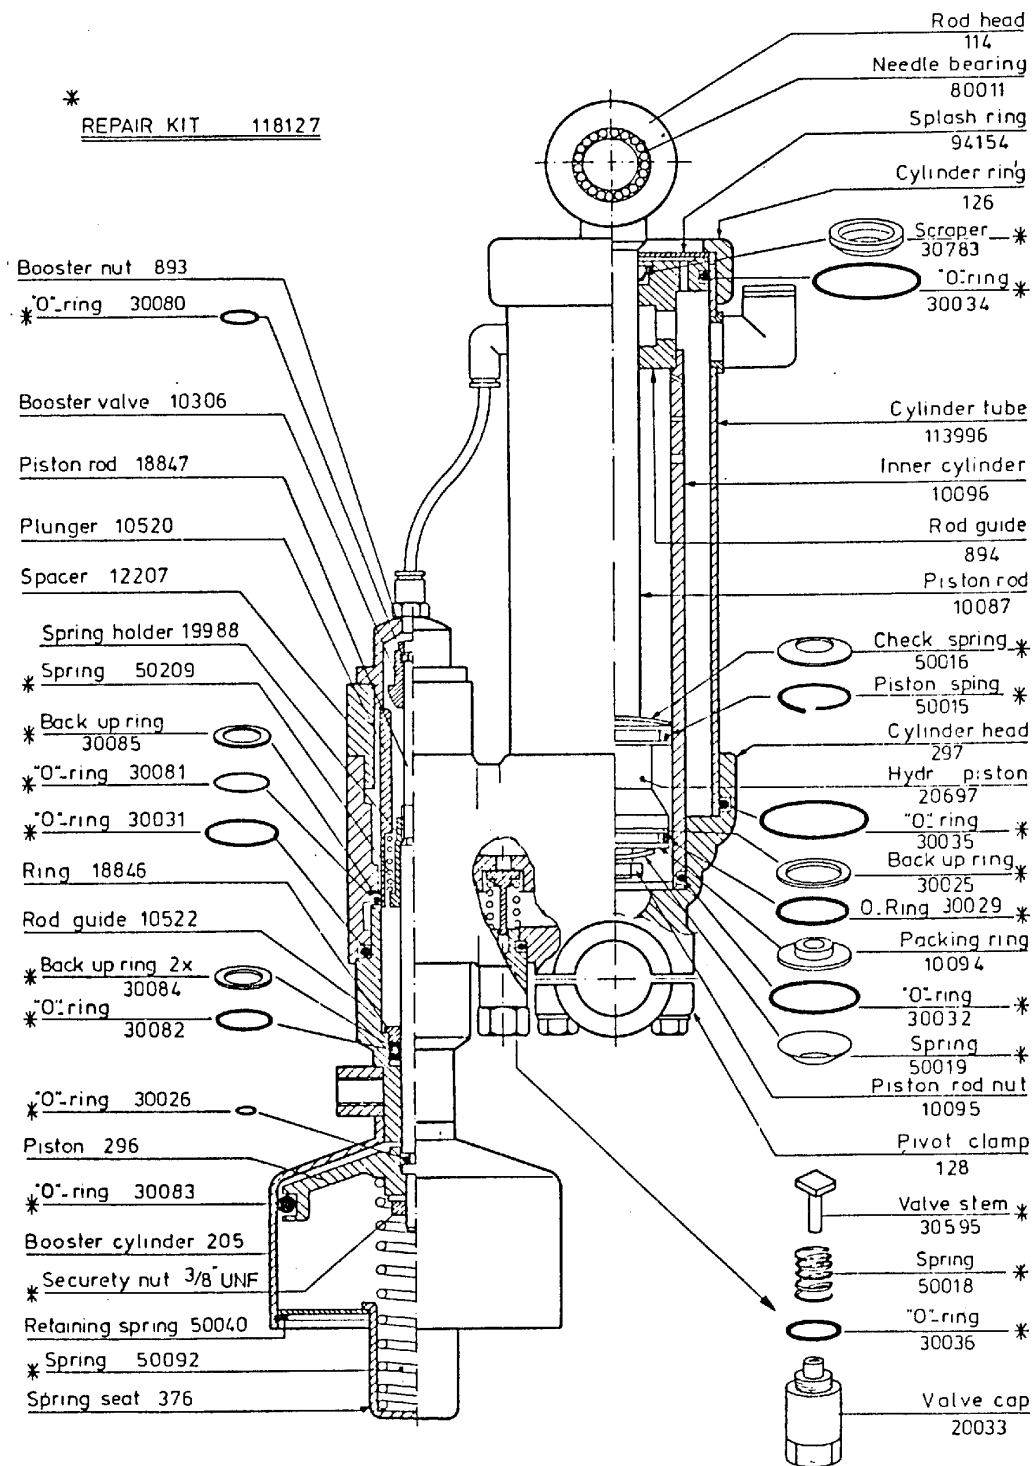 *
REPAIR KIT 118127
Booster nut 893
* "O"-ring 30080
Booster valve 10306
Piston rod 18847
Plunger 10520
Spacer 12207
Spring holder 19988
* Spring 50209
* Back up ring
30085
* "O"-ring 30081
* "O"-ring 30031
Ring 18846
Rod guide 10522
* Back up ring 2x
30084
* "O"-ring
30082
* "O"-ring 30026
Piston 296
* "O"-ring 30083
Booster cylinder 205
* Securety nut 3/8" UNF
Retaining spring 50040
* Spring 50092
Spring seat 376
Rod head
114
Needle bearing
80011
Splash ring
94154
Cylinder ring
126
Scraper *
30783
"O"-ring *
30034
Cylinder tube
113996
Inner cylinder
10096
Rod guide
894
Piston rod
10087
Check spring *
50016
Piston sping *
50015
Cylinder head
297
Hydr. piston
20697
"O"-ring *
30035
Back up ring *
30025
O.Ring 30029 *
Packing ring
10094
"O"-ring *
30032
Spring *
50019
Piston rod nut
10095
Pivot clamp
128
Valve stem *
30595
Spring *
50018
"O"-ring *
30036
Valve cap
20033